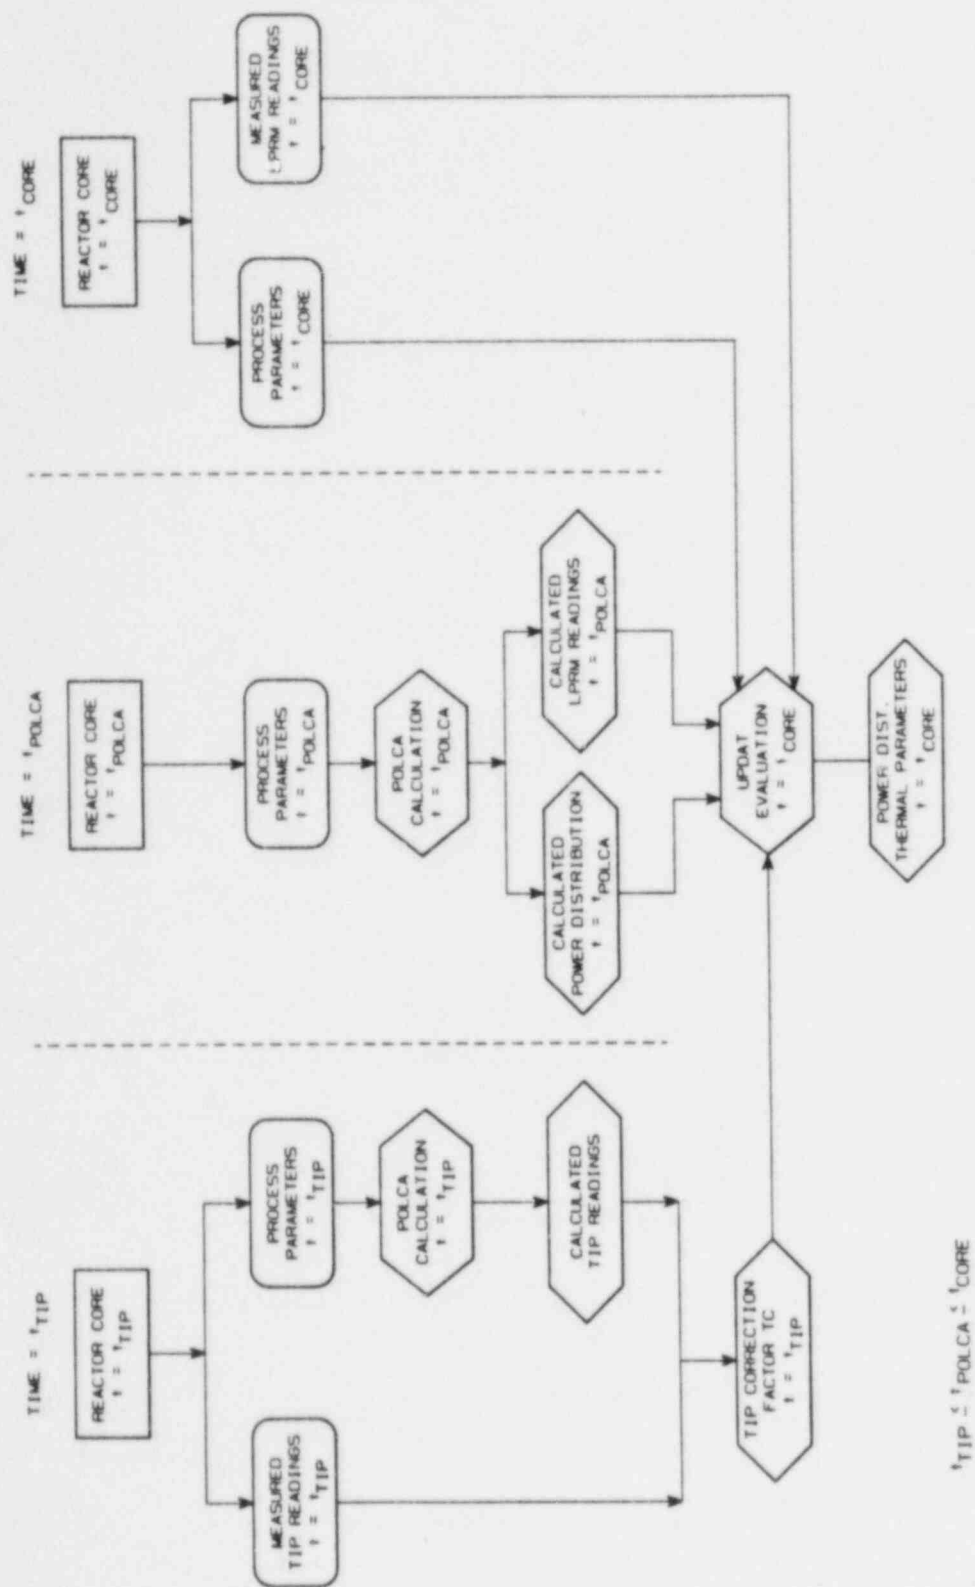 TIME = tTIP
REACTOR CORE
t = tTIP
MEASURED
TIP READINGS
t = tTIP
PROCESS
PARAMETERS
t = tTIP
POLCA
CALCULATION
t = tTIP
CALCULATED
TIP READINGS
TIP CORRECTION
FACTOR TC
t = tTIP
TIME = tPOLCA
REACTOR CORE
t = tPOLCA
PROCESS
PARAMETERS
t = tPOLCA
POLCA
CALCULATION
t = tPOLCA
CALCULATED
POWER DISTRIBUTION
t = tPOLCA
CALCULATED
LPRM READINGS
t = tPOLCA
UPDAT
EVALUATION
t = tCORE
POWER DIST.
THERMAL PARAMETERS
t = tCORE
TIME = tCORE
REACTOR CORE
t = tCORE
PROCESS
PARAMETERS
t = tCORE
MEASURED
LPRM READINGS
t = tCORE
tTIP ≤ tPOLCA ≤ tCORE